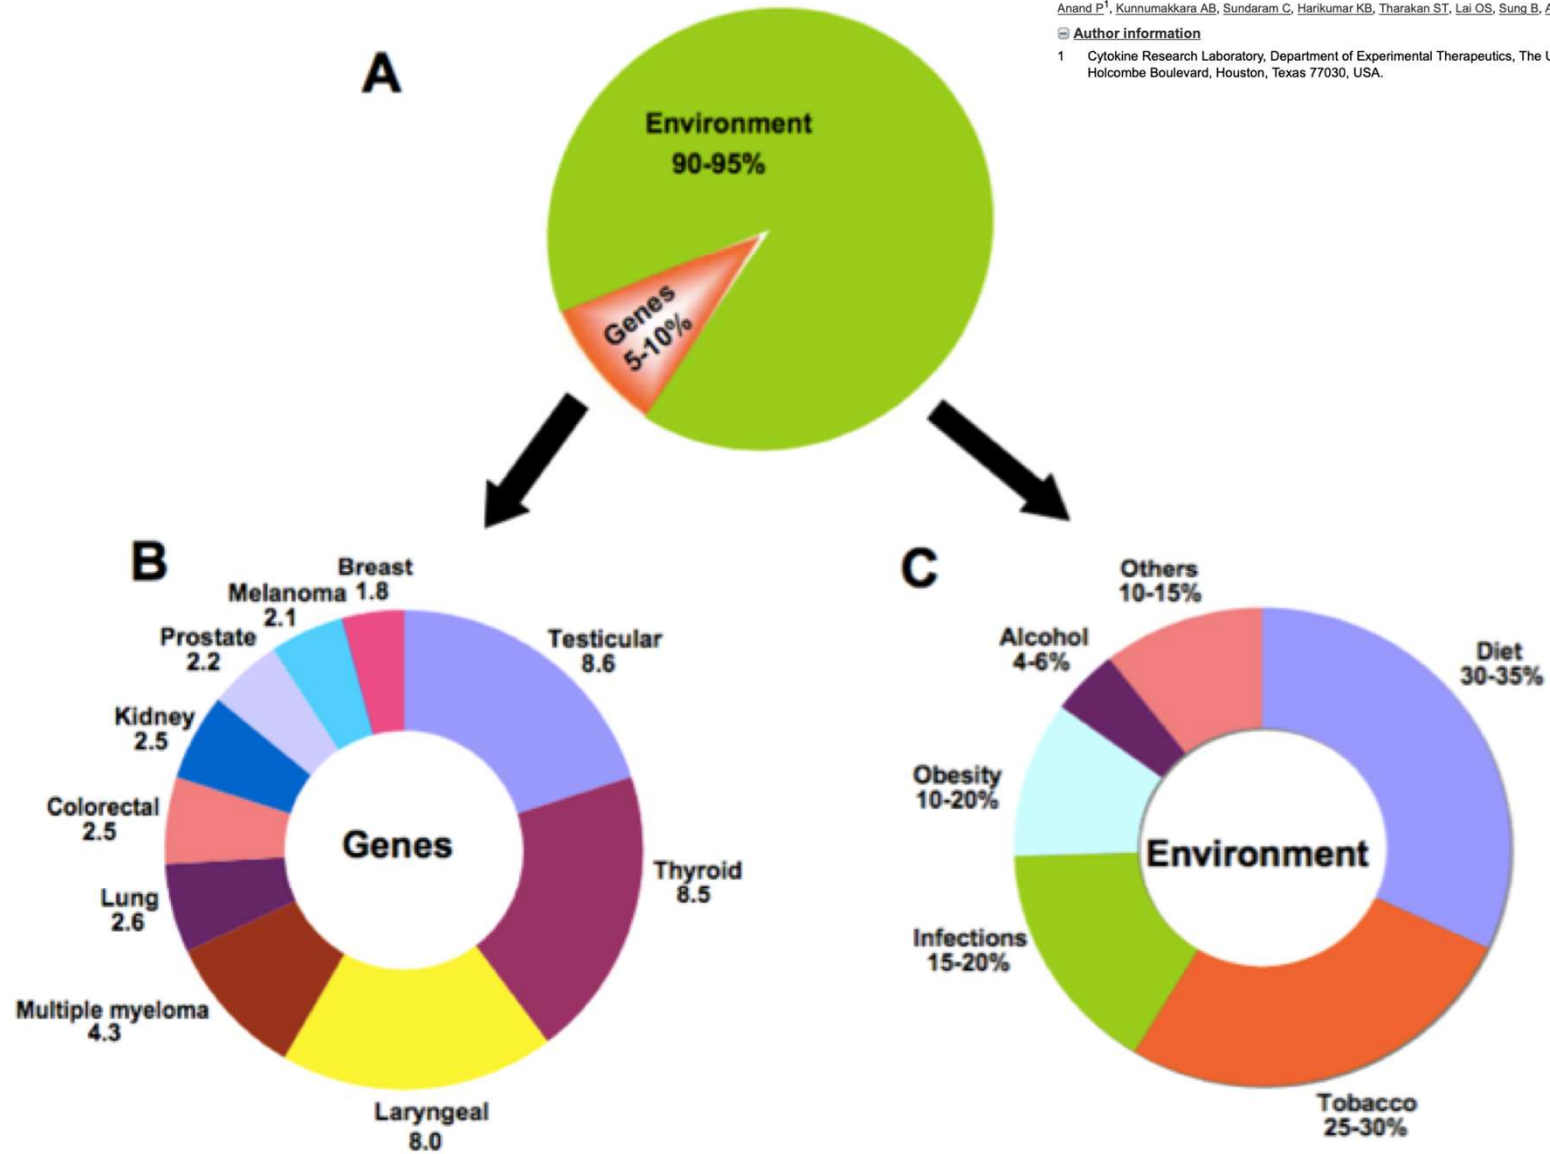 Anand P1, Kunnumakkara AB, Sundaram C, Harikumar KB, Tharakan ST, Lai OS, Sung B,
Author information
1 Cytokine Research Laboratory, Department of Experimental Therapeutics, The
Holcombe Boulevard, Houston, Texas 77030, USA.
A
Environment
90-95%
Genes
5-10%
B
Breast
1.8
Melanoma
2.1
Prostate
2.2
Kidney
2.5
Colorectal
2.5
Lung
2.6
Multiple myeloma
4.3
Laryngeal
8.0
Thyroid
8.5
Testicular
8.6
Genes
C
Others
10-15%
Alcohol
4-6%
Obesity
10-20%
Infections
15-20%
Tobacco
25-30%
Diet
30-35%
Environment